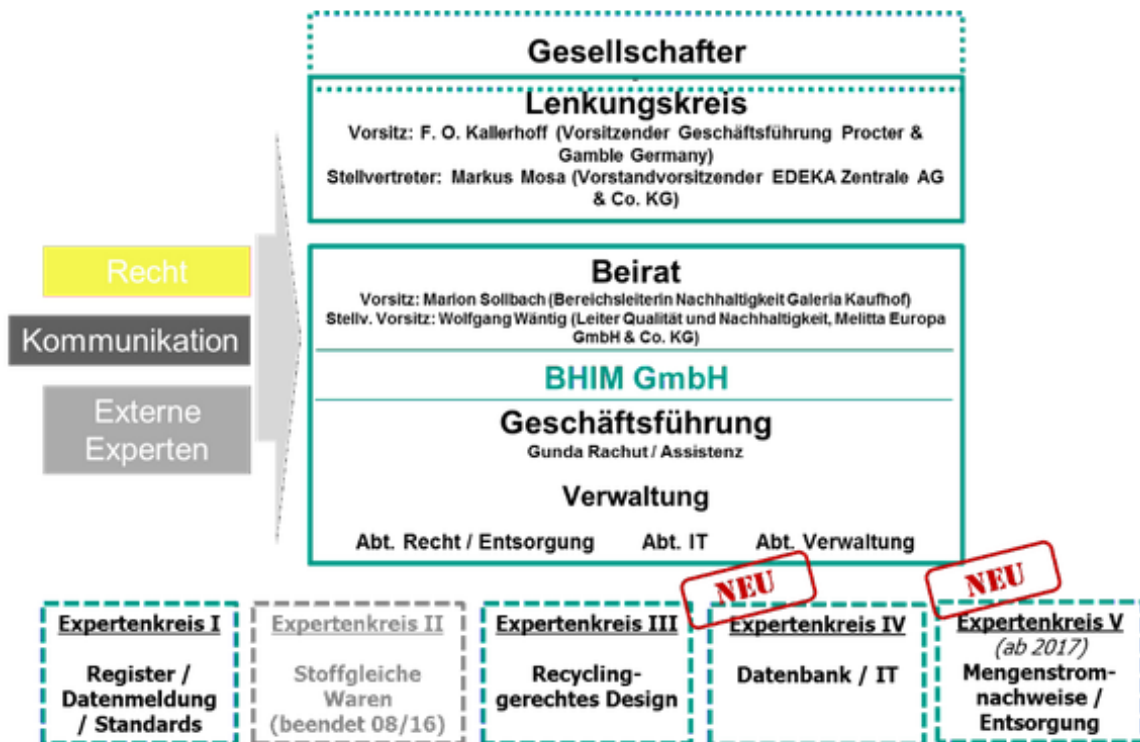 Gesellschafter
Lenkungskreis
Vorsitz: F. O. Kallerhoff (Vorsitzender Geschäftsführung Procter &
Gamble Germany)
Stellvertreter: Markus Mosa (Vorstandvorsitzender EDEKA Zentrale AG
& Co. KG)
Recht
Kommunikation
Externe
Experten
Beirat
Vorsitz: Marion Sollbach (Bereichsleiterin Nachhaltigkeit Galeria Kaufhof)
Stellv. Vorsitz: Wolfgang Wäntig (Leiter Qualität und Nachhaltigkeit, Melitta Europa
GmbH & Co. KG)
BHIM GmbH
Geschäftsführung
Gunda Rachut / Assistenz
Verwaltung
Abt. Recht / Entsorgung Abt. IT Abt. Verwaltung
Expertenkreis I
Register /
Datenmeldung
/ Standards
Expertenkreis II
Stoffgleiche
Waren
(beendet 08/16)
Expertenkreis III
Recycling-
gerechtes Design
NEU
Expertenkreis IV
Datenbank / IT
NEU
Expertenkreis V
(ab 2017)
Mengenstrom-
nachweise /
Entsorgung